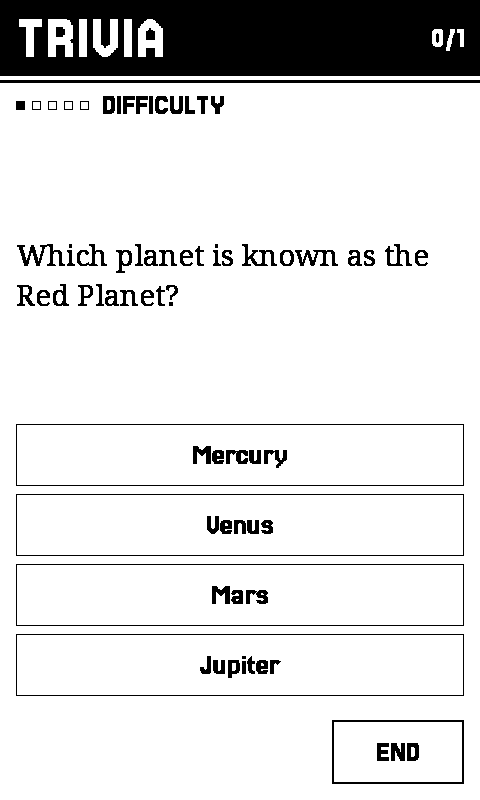 TRIVIA
0/1
DIFFICULTY
Which planet is known as the
Red Planet?
Mercury
Venus
Mars
Jupiter
END